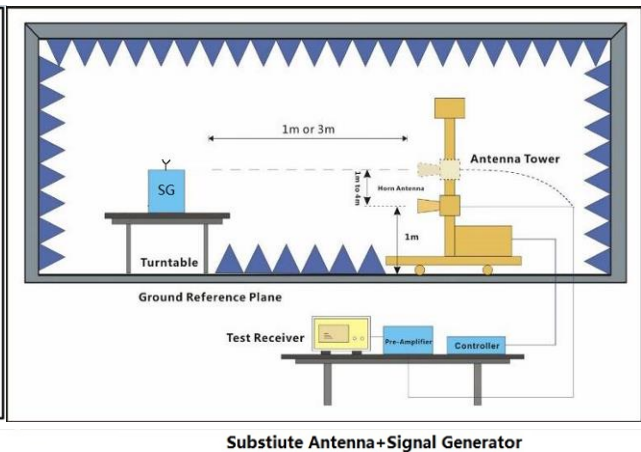 1m or 3m
Antenna Tower
SG
1m to 4m
Horn Antenna
1m
Turntable
Ground Reference Plane
Test Receiver
Pre-Amplifier
Controller
Substiute Antenna+Signal Generator